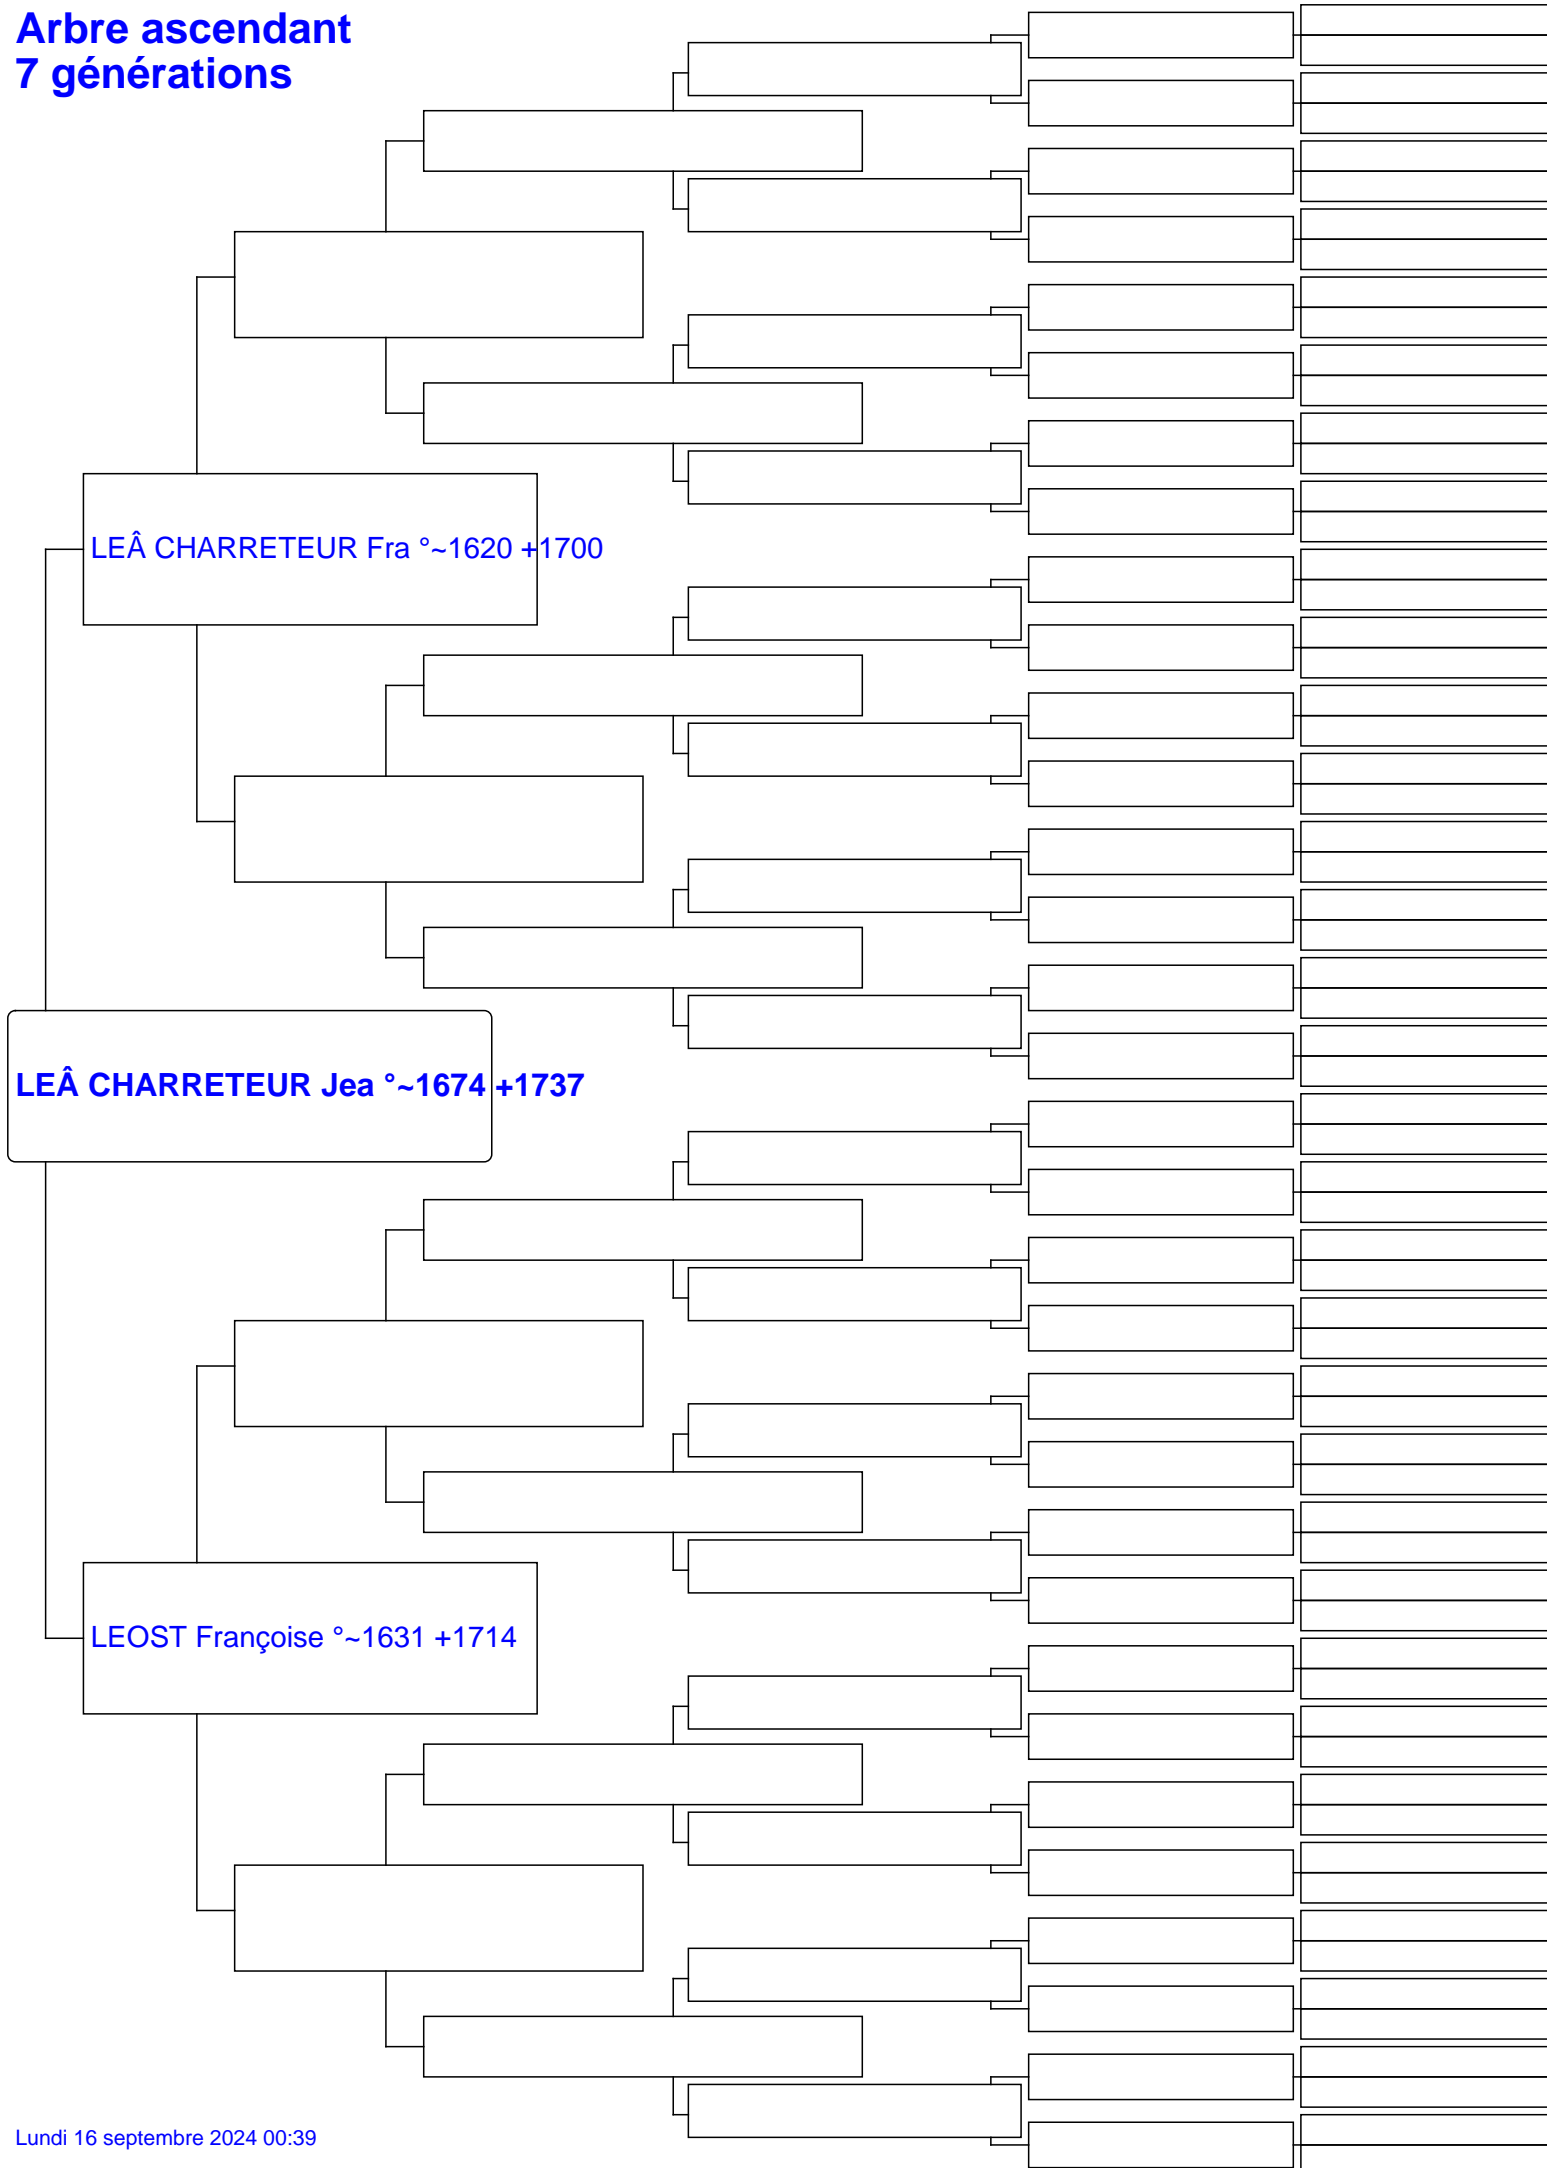 Arbre ascendant
7 générations
LEÂ CHARRETEUR Fra °~1620 +1700
LEÂ CHARRETEUR Jea °~1674 +1737
LEOST Françoise °~1631 +1714
Lundi 16 septembre 2024 00:39